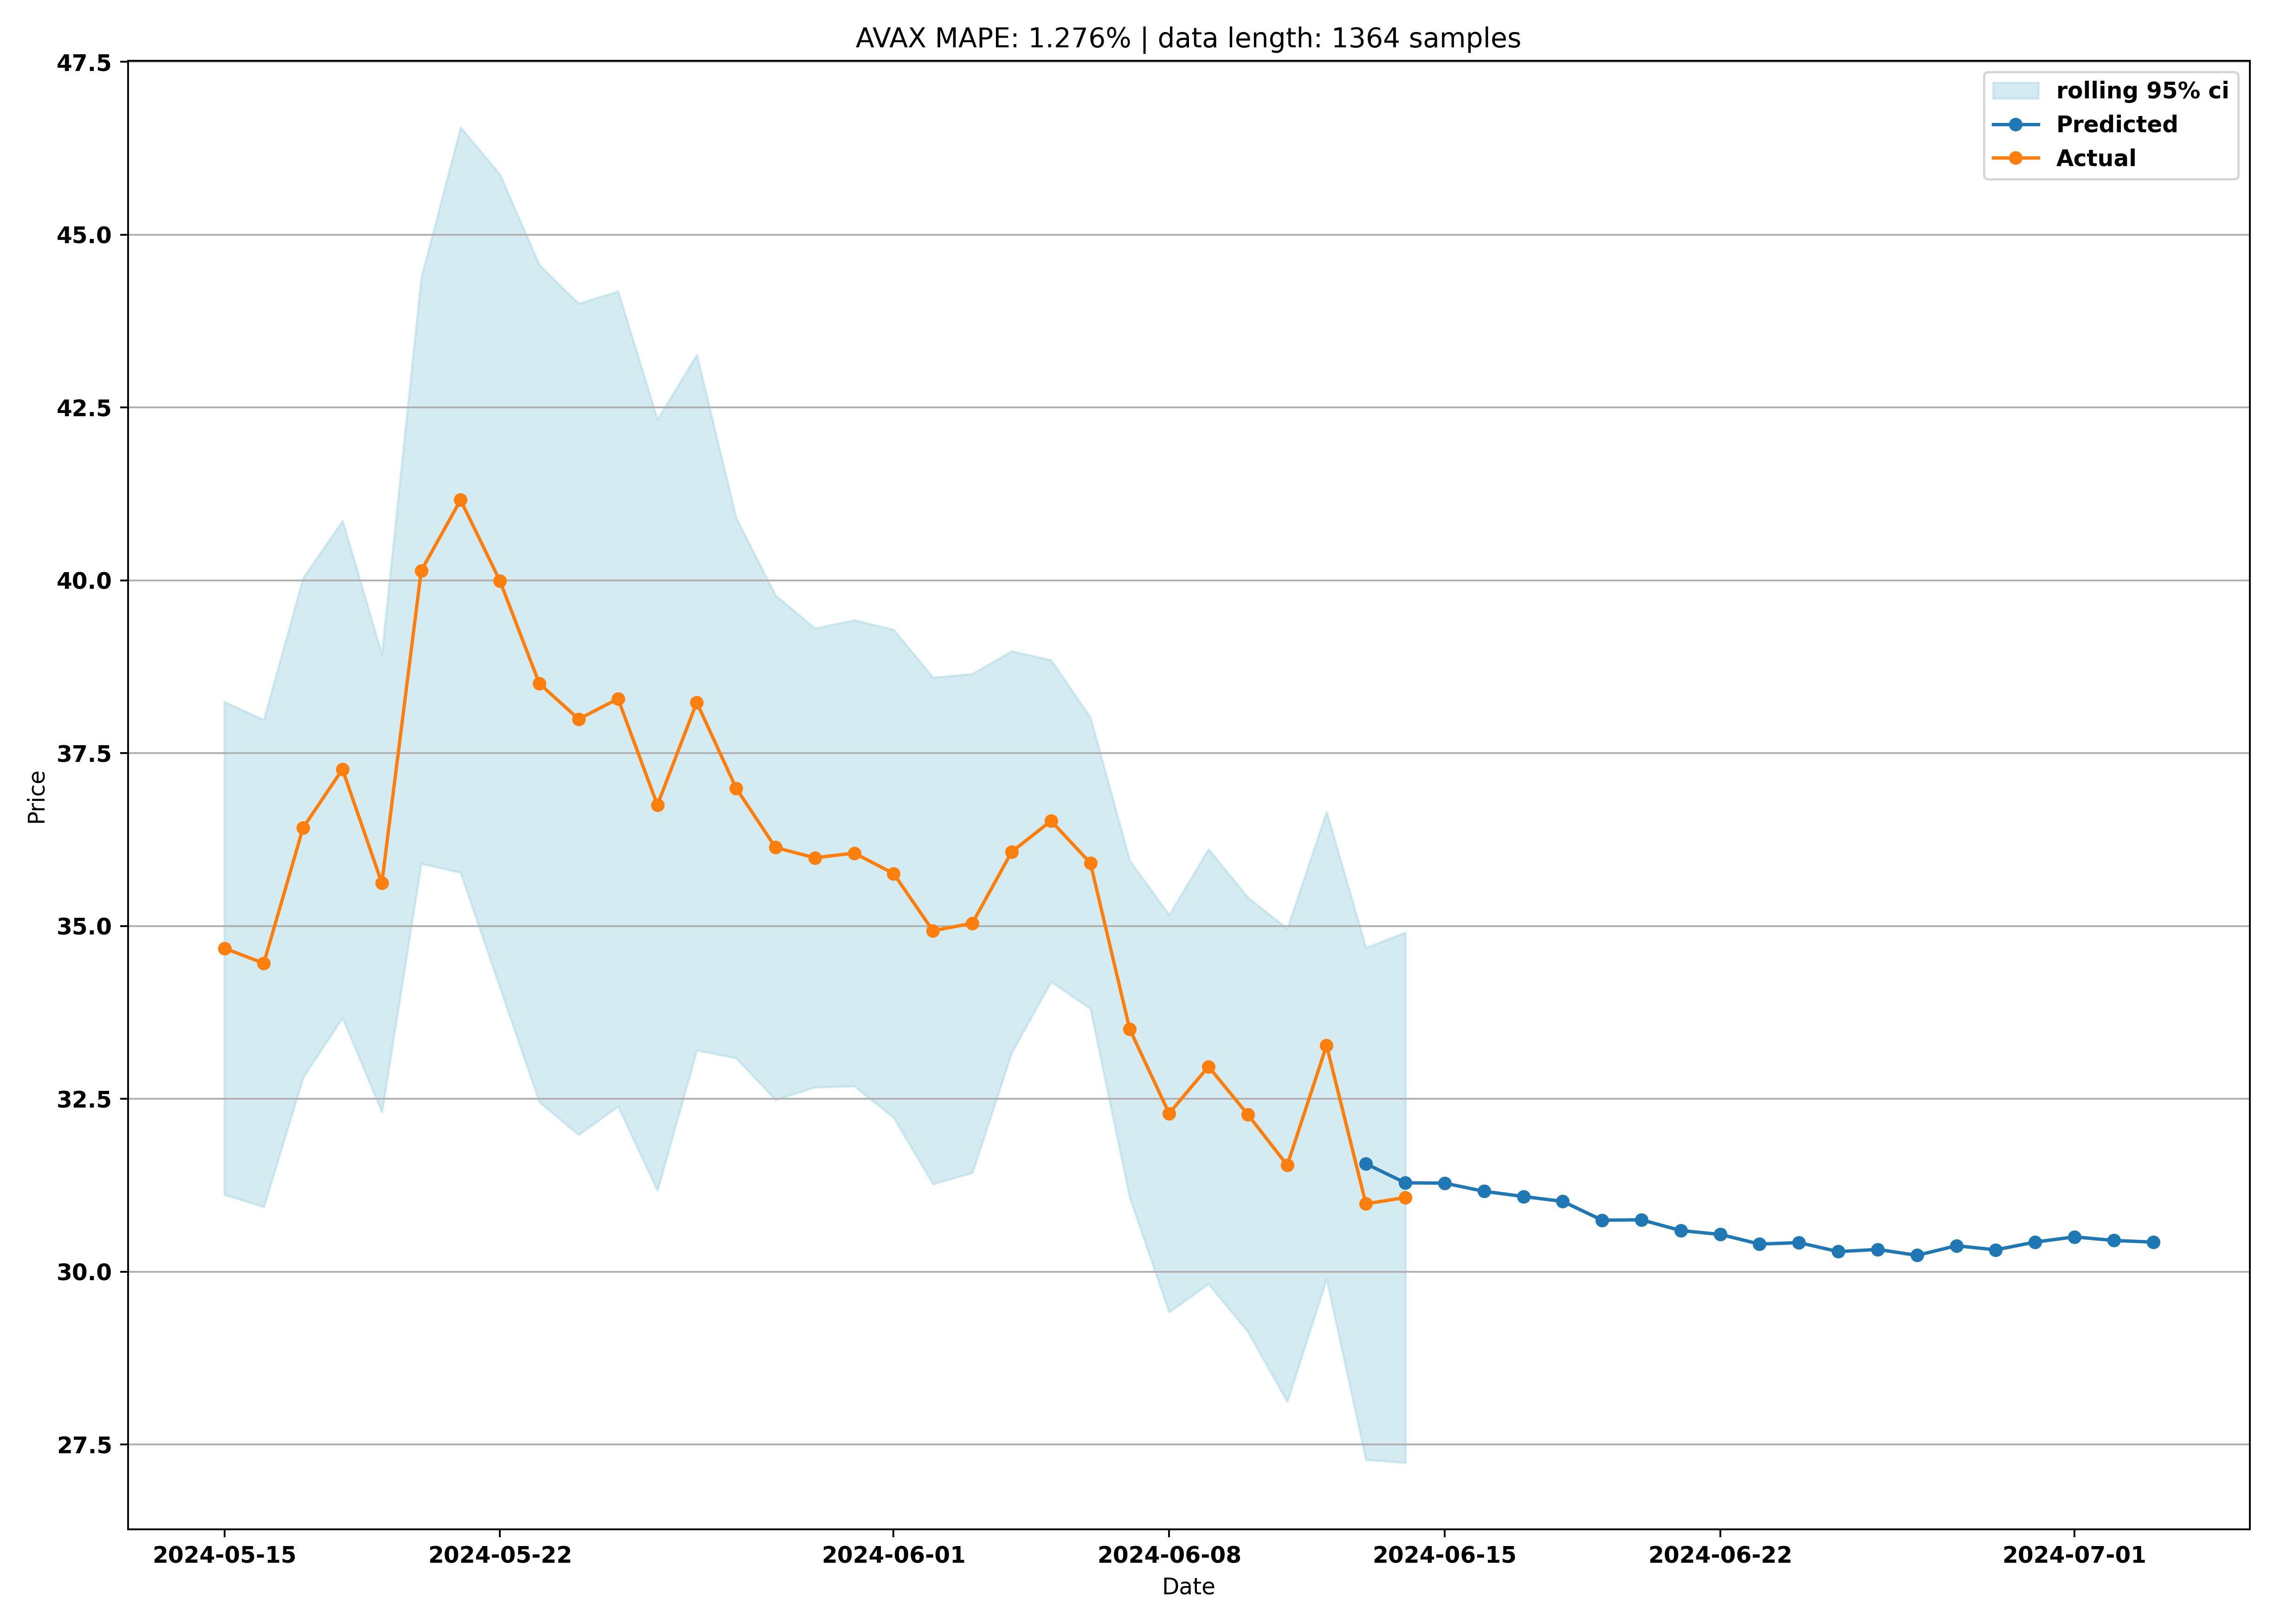 AVAX MAPE: 1.276% | data length: 1364 samples
rolling 95% ci
Predicted
Actual
47.5
45.0
42.5
40.0
37.5
35.0
32.5
30.0
27.5
Price
2024-05-15
2024-05-22
2024-06-01
2024-06-08
2024-06-15
2024-06-22
2024-07-01
Date